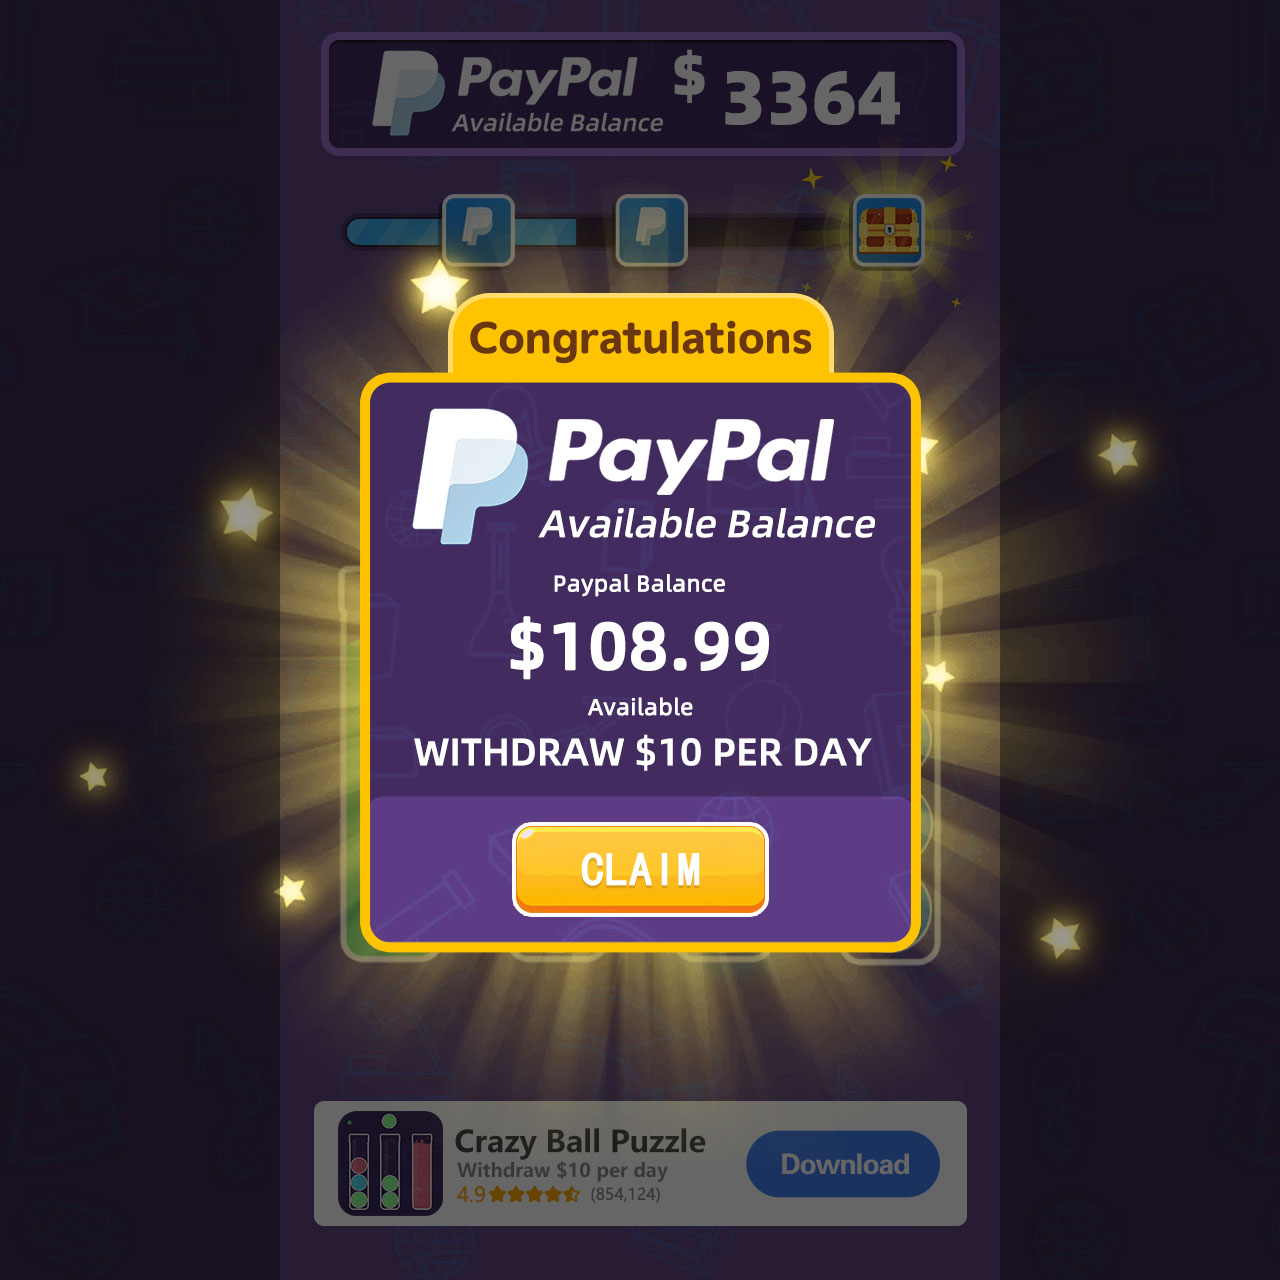 PayPal $ 3364
Available Balance
Congratulations
PayPal
Available Balance
Paypal Balance
$108.99
Available
WITHDRAW $10 PER DAY
CLAIM
Crazy Ball Puzzle
Withdraw $10 per day
4.9 (854,124)
Download